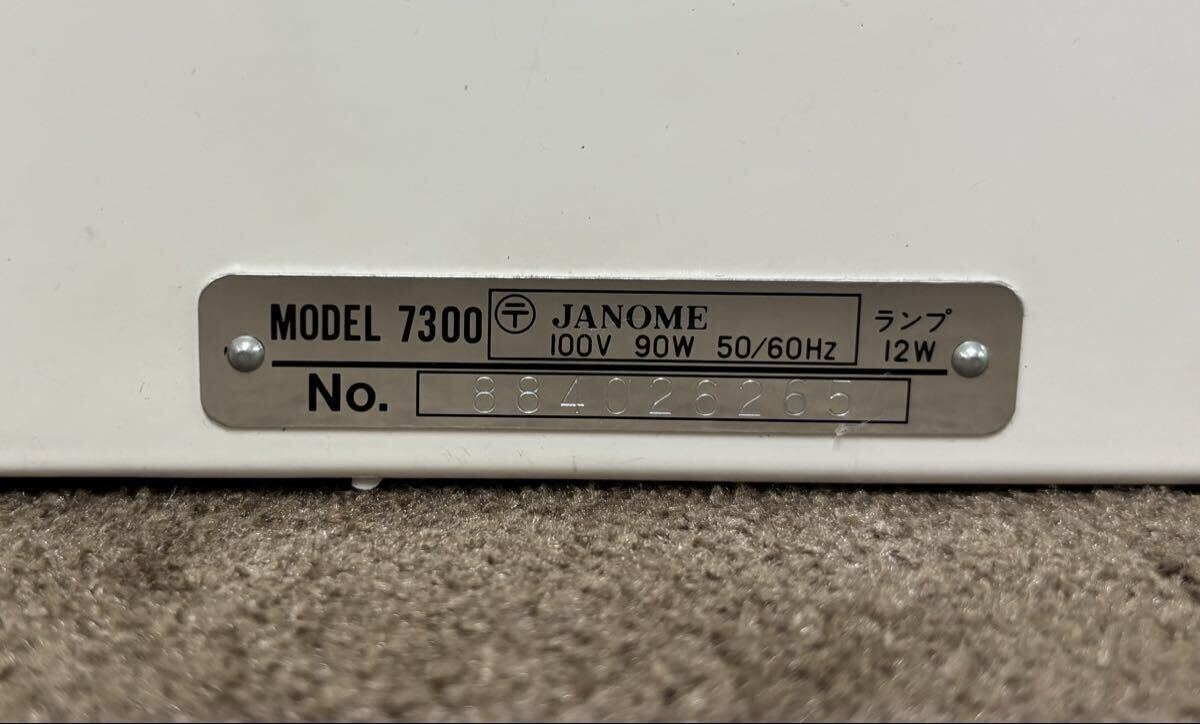 MODEL 7300 〶 JANOME ランプ
100V 90W 50/60Hz 12W
No. 884026265